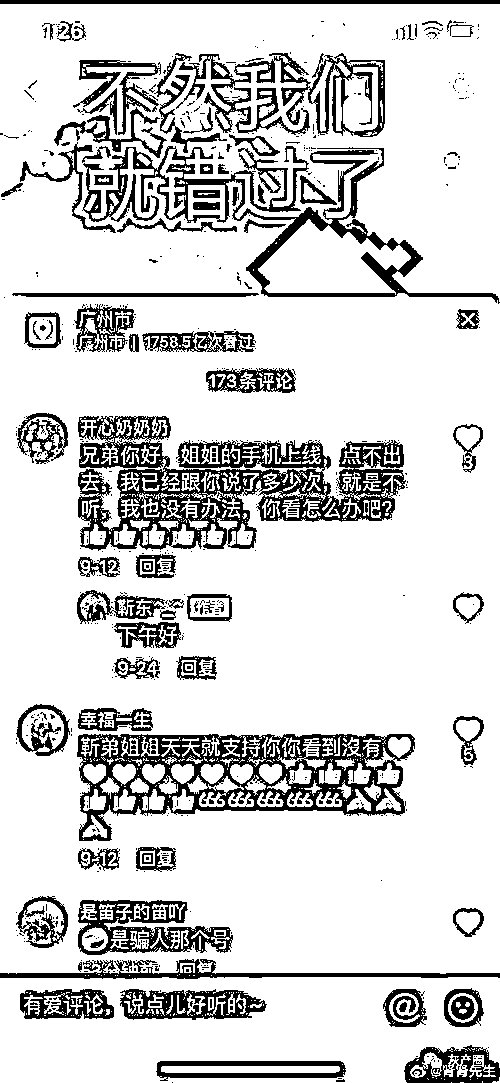 1:26
不然我们
就错过了
广州市
广州市 | 1758.5亿次看过
173条评论
开心奶奶奶
兄弟你好，姐姐的手机上线，点不出
去，我已经跟你说了多少次，就是不
听，我也没有办法，你看怎么办吧？
👍👍👍👍👍👍
3
9-12 回复
靳东 作者
下午好
9-24 回复
幸福一生
靳弟姐姐天天就支持你你看到没有
5
9-12 回复
是笛子的笛吖
是骗人那个号
回复
有爱评论，说点儿好听的~
灰产圈
先生